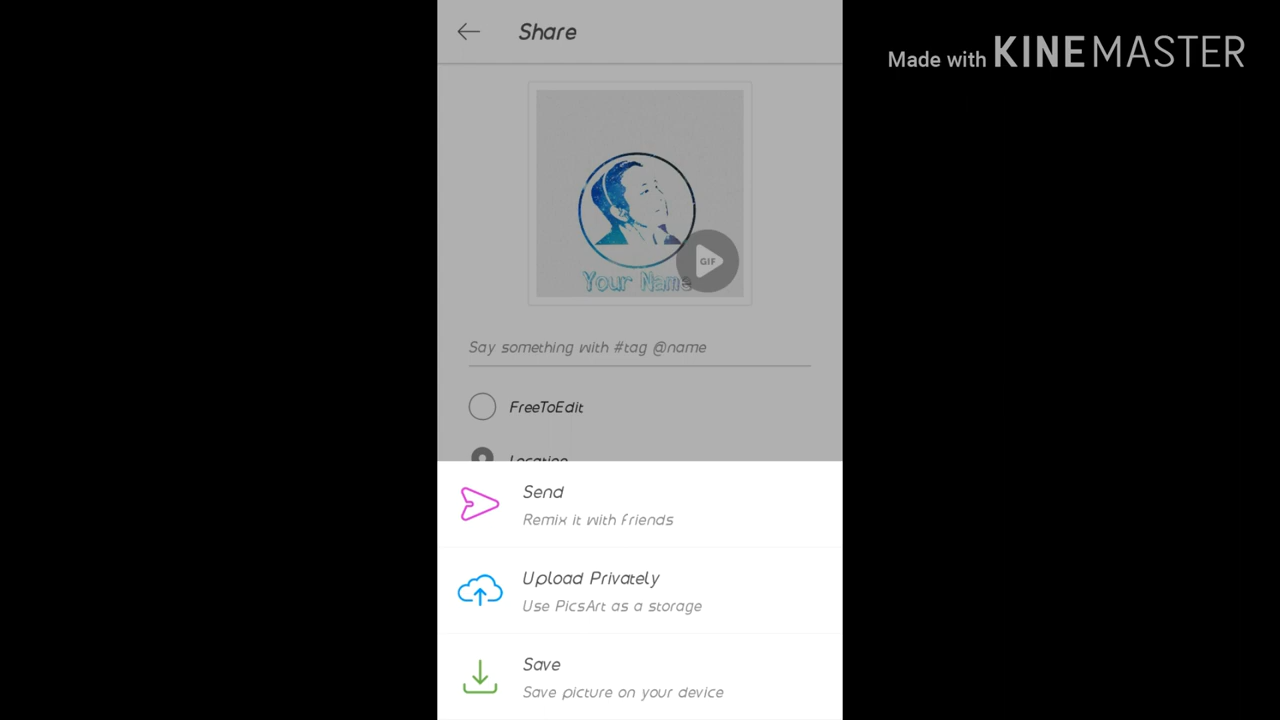 Share
Made with KINEMASTER
GIF
Your Name
Say something with #tag @name
FreeToEdit
Location
Send
Remix it with friends
Upload Privately
Use PicsArt as a storage
Save
Save picture on your device